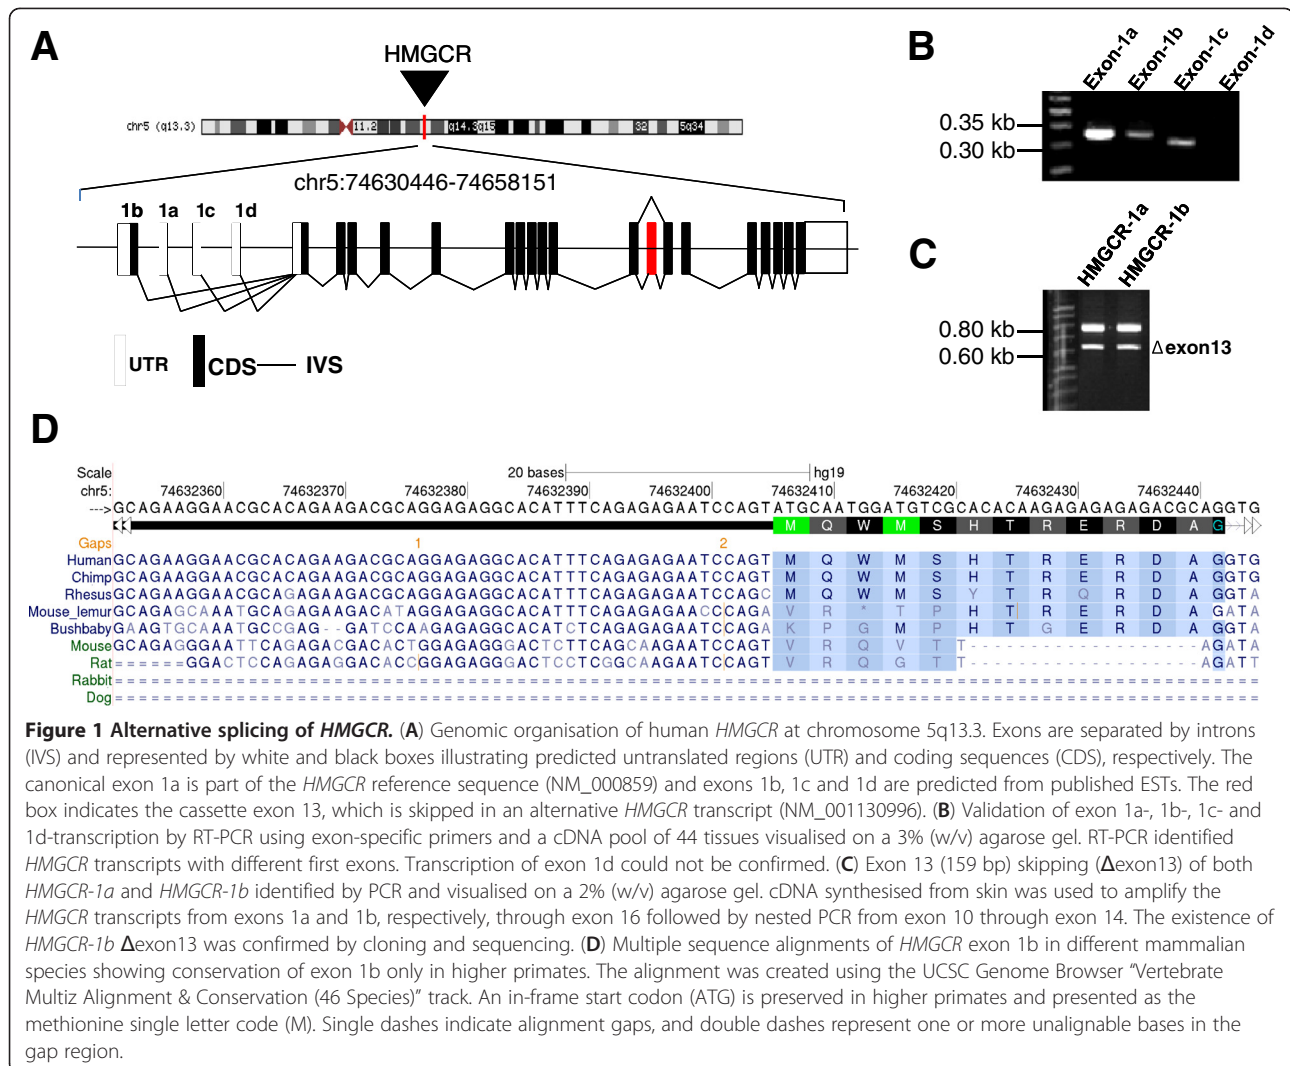 A
HMGCR
chr5 (q13.3)
11.2
q14.3
q15
32
5q34
chr5:74630446-74658151
1b 1a 1c 1d
UTR
CDS
IVS
B
Exon-1a
Exon-1b
Exon-1c
Exon-1d
0.35 kb
0.30 kb
C
HMGCR-1a
HMGCR-1b
0.80 kb
0.60 kb
Δexon13
D
Scale 20 bases hg19
chr5: 74632360 74632370 74632380 74632390 74632400 74632410 74632420 74632430 74632440
---> GCAGAAGGAACGCACAGAAGACGCAGGAGAGGCACATTTCAGAGAGAATCCAGTATGCAATGGATGTCGCACACAAGAGAATGGGACGCAGGTG
M Q W M S H T R E R D A G
Gaps 1 2
Human GCAGAAGGAACGCACAGAAGACGCAGGAGAGGCACATTTCAGAGAGAATCCAGT M Q W M S H T R E R D A GGTG
Chimp GCAGAAGGAACGCACAGAAGACGCAGGAGAGGCACATTTCAGAGAGAATCCAGT M Q W M S H T R E R D A GGTG
Rhesus GCAGAAGGAACGCACAGAAGACGCAGGAGAGGCACATTTCAGAGAGAATCCAGC M Q W M S Y T R Q R D A GGTA
Mouse_lemur GCAGAGCAAATGCAGAGAAGACATAGGAGAGGCACATTTCAGAGAGAACCCAGA V R * T P H T R E R D A GATA
Bushbaby GAAGTGCAAATGCCGAG--GATCCAAGAGAGGCACATCTCAGAGAGAATCCAGA K P G M P H T G E R D A GGTA
Mouse GCAGAGGGAATTCAGAGACGACACTGGAGAGGGACTCTTCAGCAAGAATCCAGT V R Q V T T - - - - - - - - - - - - - - - - - - - AGATA
Rat ======GGACTCCAGAGAGGACACCGGAGAGGGACTCCTCGGCAAGAATCCAGT V R Q G T T - - - - - - - - - - - - - - - - - - - AGATT
Rabbit ==============================================================================================
Dog ==============================================================================================
Figure 1 Alternative splicing of HMGCR. (A) Genomic organisation of human HMGCR at chromosome 5q13.3. Exons are separated by introns
(IVS) and represented by white and black boxes illustrating predicted untranslated regions (UTR) and coding sequences (CDS), respectively. The
canonical exon 1a is part of the HMGCR reference sequence (NM_000859) and exons 1b, 1c and 1d are predicted from published ESTs. The red
box indicates the cassette exon 13, which is skipped in an alternative HMGCR transcript (NM_001130996). (B) Validation of exon 1a-, 1b-, 1c- and
1d-transcription by RT-PCR using exon-specific primers and a cDNA pool of 44 tissues visualised on a 3% (w/v) agarose gel. RT-PCR identified
HMGCR transcripts with different first exons. Transcription of exon 1d could not be confirmed. (C) Exon 13 (159 bp) skipping (Δexon13) of both
HMGCR-1a and HMGCR-1b identified by PCR and visualised on a 2% (w/v) agarose gel. cDNA synthesised from skin was used to amplify the
HMGCR transcripts from exons 1a and 1b, respectively, through exon 16 followed by nested PCR from exon 10 through exon 14. The existence of
HMGCR-1b Δexon13 was confirmed by cloning and sequencing. (D) Multiple sequence alignments of HMGCR exon 1b in different mammalian
species showing conservation of exon 1b only in higher primates. The alignment was created using the UCSC Genome Browser “Vertebrate
Multiz Alignment & Conservation (46 Species)” track. An in-frame start codon (ATG) is preserved in higher primates and presented as the
methionine single letter code (M). Single dashes indicate alignment gaps, and double dashes represent one or more unalignable bases in the
gap region.